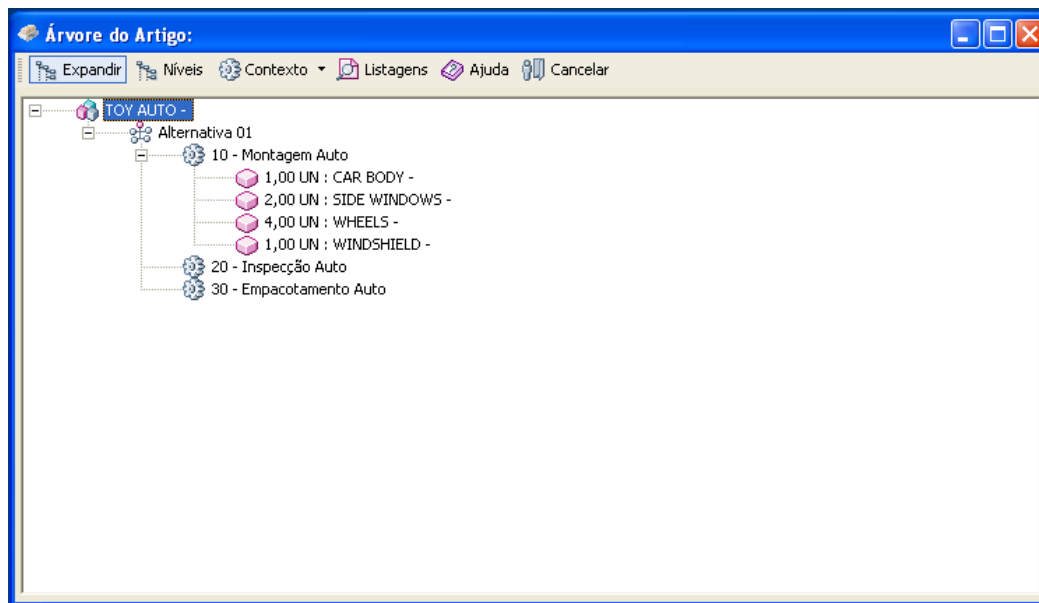 Árvore do Artigo:
Expandir Níveis Contexto Listagens Ajuda Cancelar
TOY AUTO -
Alternativa 01
10 - Montagem Auto
1,00 UN : CAR BODY -
2,00 UN : SIDE WINDOWS -
4,00 UN : WHEELS -
1,00 UN : WINDSHIELD -
20 - Inspecção Auto
30 - Empacotamento Auto